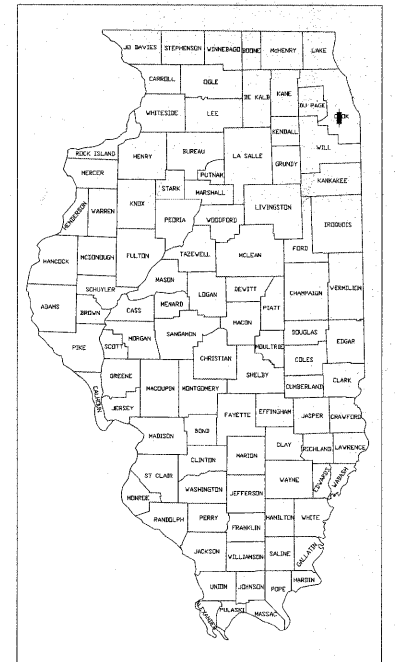 JO DAVIES STEPHENSON WINNEBAGO BOONE McHENRY LAKE
CARROLL OGLE
DE KALB KANE
DU PAGE
WHITESIDE LEE
KENDALL
WILL
ROCK ISLAND HENRY BUREAU LA SALLE
GRUNDY
MERCER PUTNAM
KANKAKEE
STARK MARSHALL
HENDERSON WARREN KNOX LIVINGSTON
PEORIA WOODFORD IROQUOIS
FORD
HANCOCK MCDONOUGH FULTON TAZEWELL MCLEAN
MASON
SCHUYLER LOGAN DEWITT
CHAMPAIGN VERMILION
ADAMS BROWN CASS MENARD PIATT
MACON
PIKE SCOTT MORGAN SANGAMON DOUGLAS
MOULTRIE EDGAR
CHRISTIAN COLES
GREENE SHELBY
CALHOUN MACOUPIN MONTGOMERY CUMBERLAND CLARK
JERSEY
FAYETTE EFFINGHAM JASPER CRAWFORD
MADISON BOND
CLAY RICHLAND LAWRENCE
CLINTON MARION
ST CLAIR WAYNE EDWARDS WABASH
WASHINGTON JEFFERSON
MONROE
RANDOLPH PERRY HAMILTON WHITE
FRANKLIN
JACKSON SALINE GALLATIN
WILLIAMSON
UNION JOHNSON POPE HARDIN
ALEXANDER PULASKI MASSAC